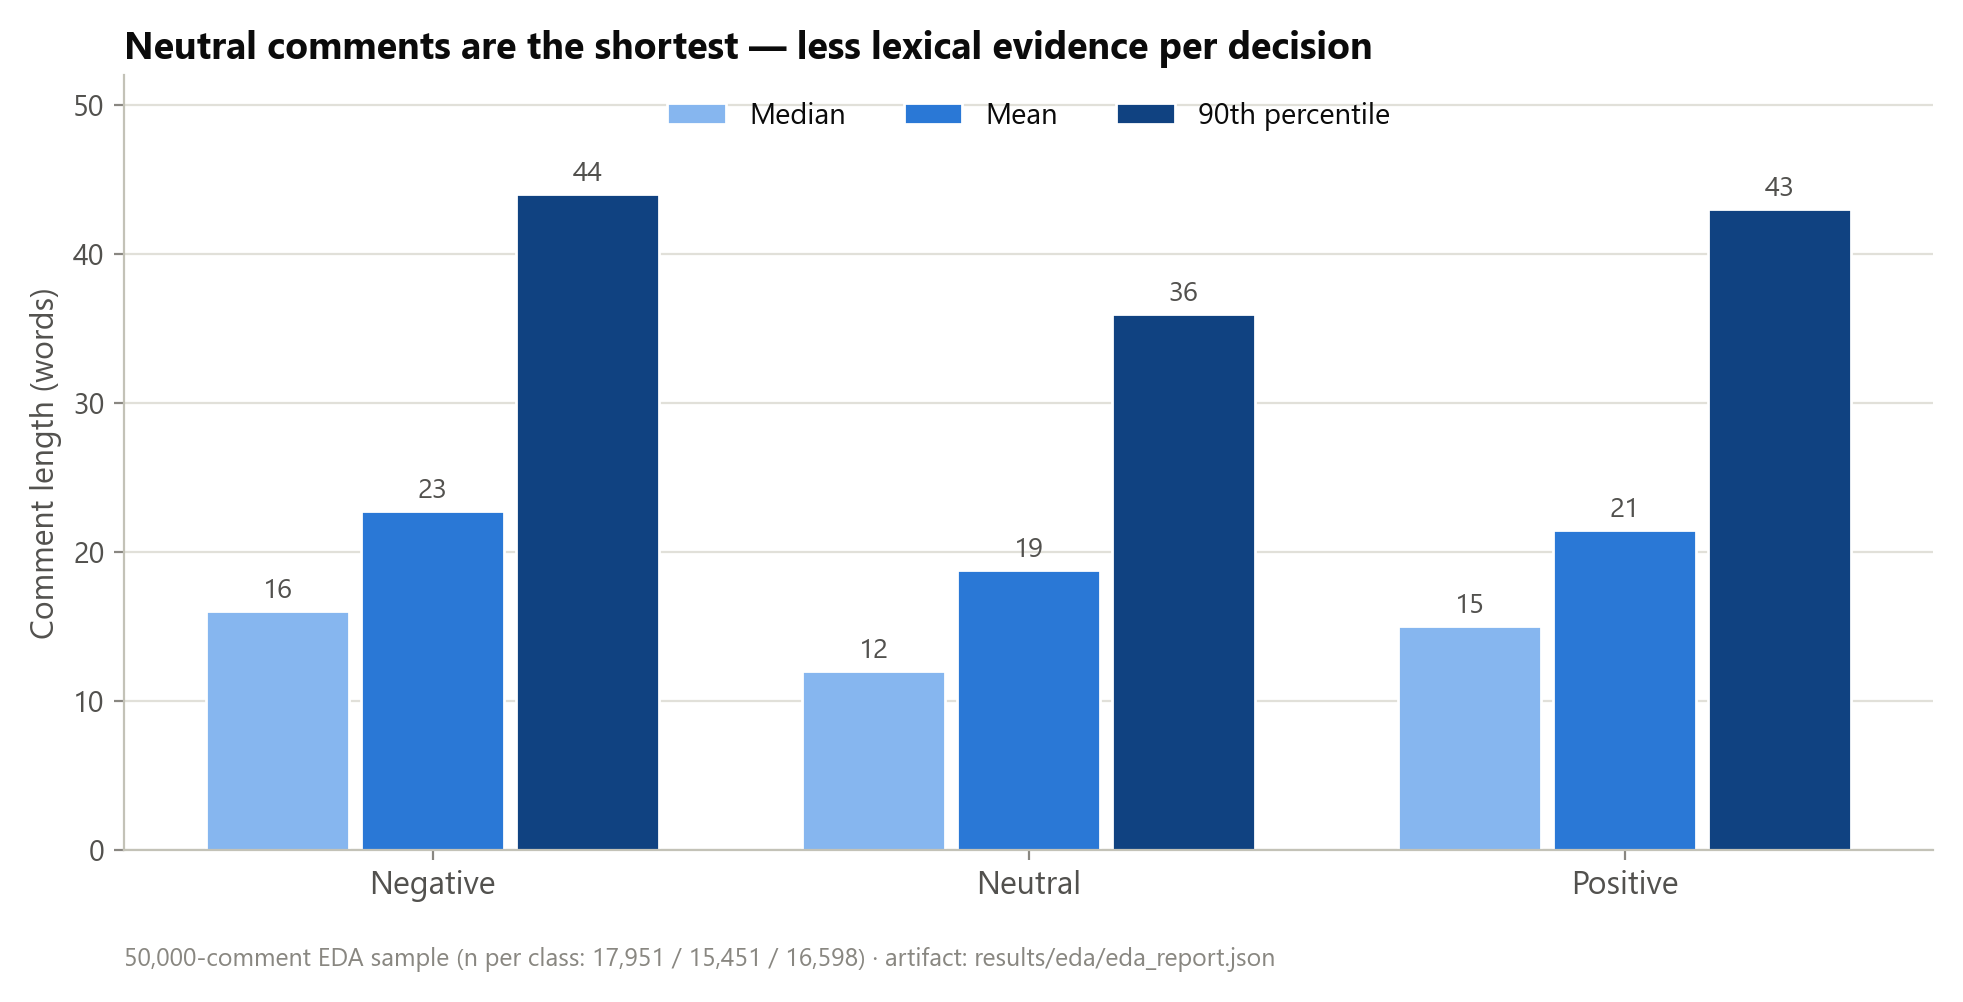 Neutral comments are the shortest — less lexical evidence per decision
Median Mean 90th percentile
Comment length (words)
50
40
30
20
10
0
16
23
44
12
19
36
15
21
43
Negative
Neutral
Positive
50,000-comment EDA sample (n per class: 17,951 / 15,451 / 16,598) · artifact: results/eda/eda_report.json